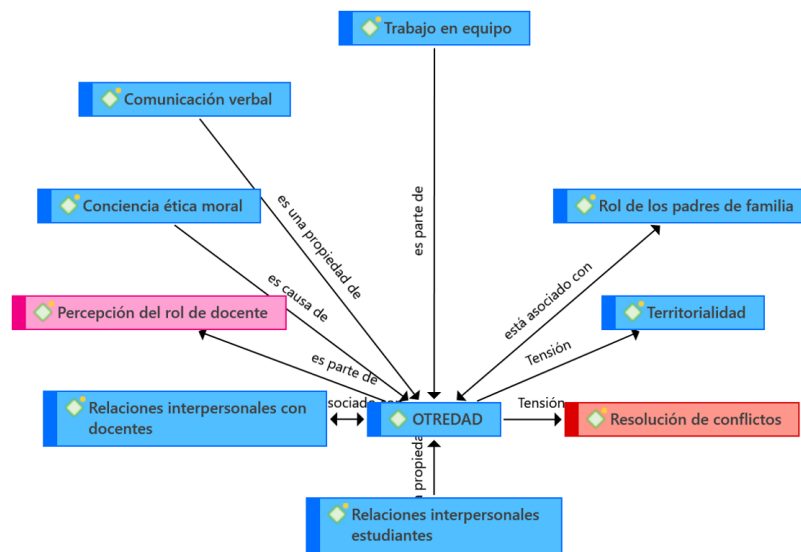 Trabajo en equipo
Comunicación verbal
es una propiedad de
Conciencia ética moral
es parte de
Rol de los padres de familia
es causa de
está asociado con
Percepción del rol de docente
Territorialidad
es parte de
Tensión
Relaciones interpersonales con
docentes
OTREDAD
Tensión
Resolución de conflictos
propiedad
Relaciones interpersonales
estudiantes